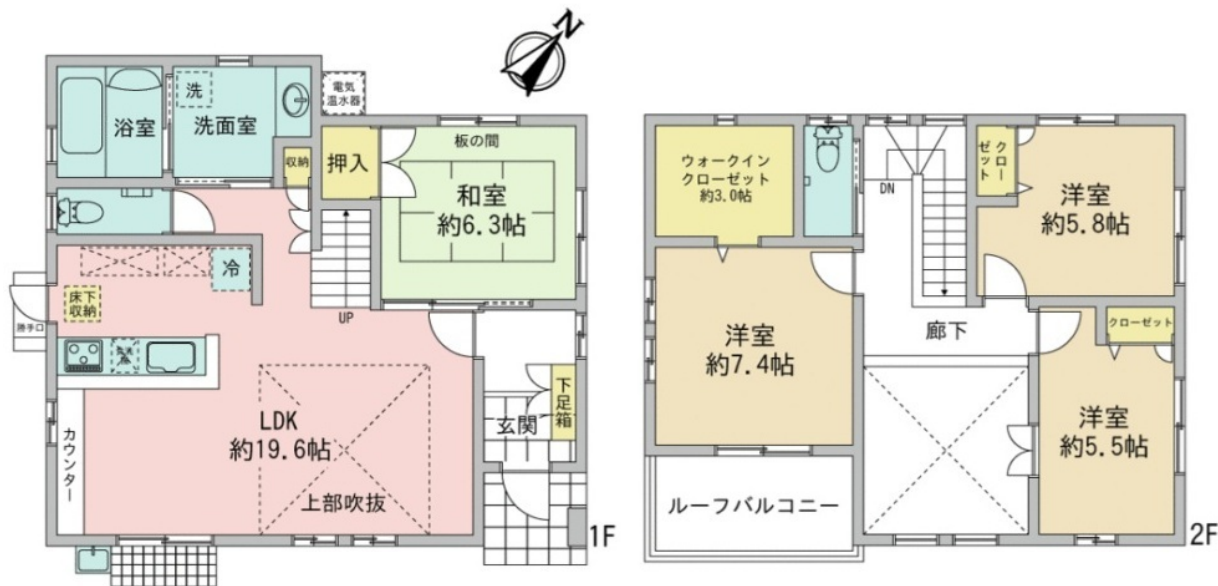 N
電気
温水器
洗
浴室
洗面室
収納
押入
板の間
和室
約6.3帖
冷
床下
収納
勝手口
UP
下
足
箱
玄関
LDK
約19.6帖
カウンター
上部吹抜
1F
ウォークイン
クローゼット
約3.0帖
DN
クロー
ゼット
洋室
約5.8帖
洋室
約7.4帖
廊下
クローゼット
洋室
約5.5帖
ルーフバルコニー
2F